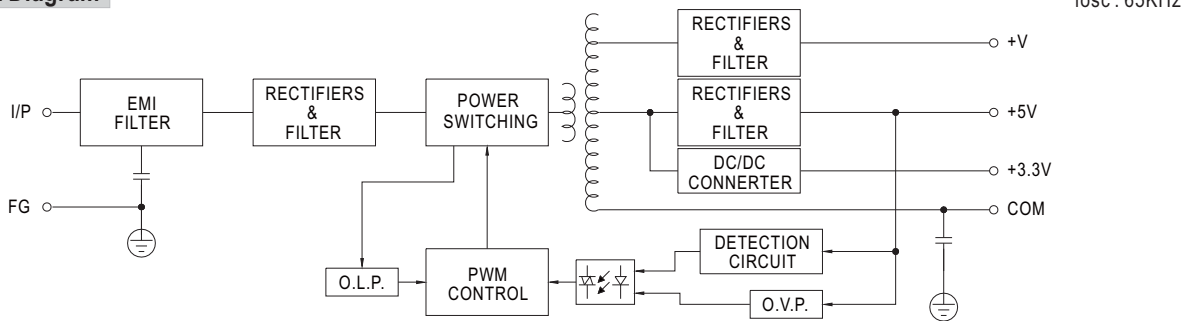 Diagram
fosc : 65KHz
RECTIFIERS
&
FILTER
+V
I/P
EMI
FILTER
RECTIFIERS
&
FILTER
POWER
SWITCHING
RECTIFIERS
&
FILTER
+5V
DC/DC
CONNERTER
+3.3V
FG
COM
O.L.P.
PWM
CONTROL
DETECTION
CIRCUIT
O.V.P.